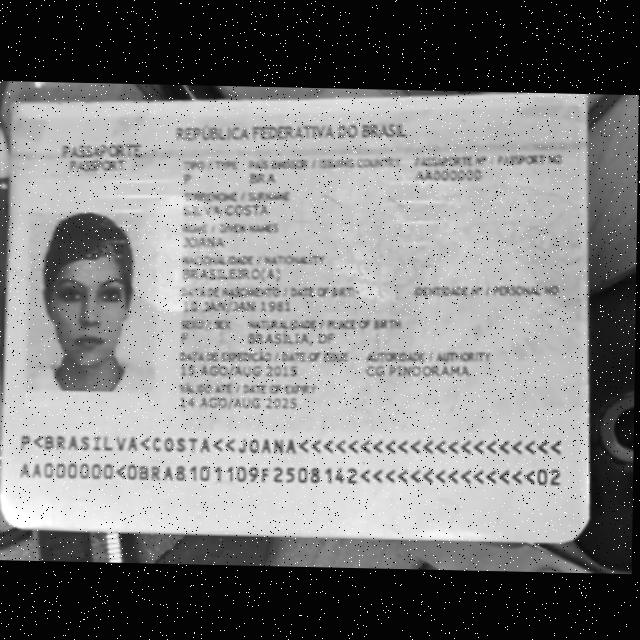 REPÚBLICA FEDERATIVA DO BRASIL
PASSAPORTE
PASSPORT
TIPO / TYPE PAÍS EMISSOR / ISSUING COUNTRY PASSAPORTE Nº / PASSPORT NO
P BRA AA000000
SOBRENOME / SURNAME
SILVA COSTA
NOME / GIVEN NAMES
JOANA
NACIONALIDADE / NATIONALITY
BRASILEIRO(A)
DATA DE NASCIMENTO / DATE OF BIRTH IDENTIDADE Nº / PERSONAL NO
JAN/JAN 1981
SEXO / SEX NATURALIDADE / PLACE OF BIRTH
F BRASÍLIA, DF
DATA DE EXPEDIÇÃO / DATE OF ISSUE AUTORIDADE / AUTHORITY
15 AGO/AUG 2015 CG PINDORAMA
VÁLIDO ATÉ / DATE OF EXPIRY
14 AGO/AUG 2025
P<BRASILVA<COSTA<<JOANA<<<<<<<<<<<<<<<<<<<<<
AA000000<0BRA8101109F2508142<<<<<<<<<<<<<<02